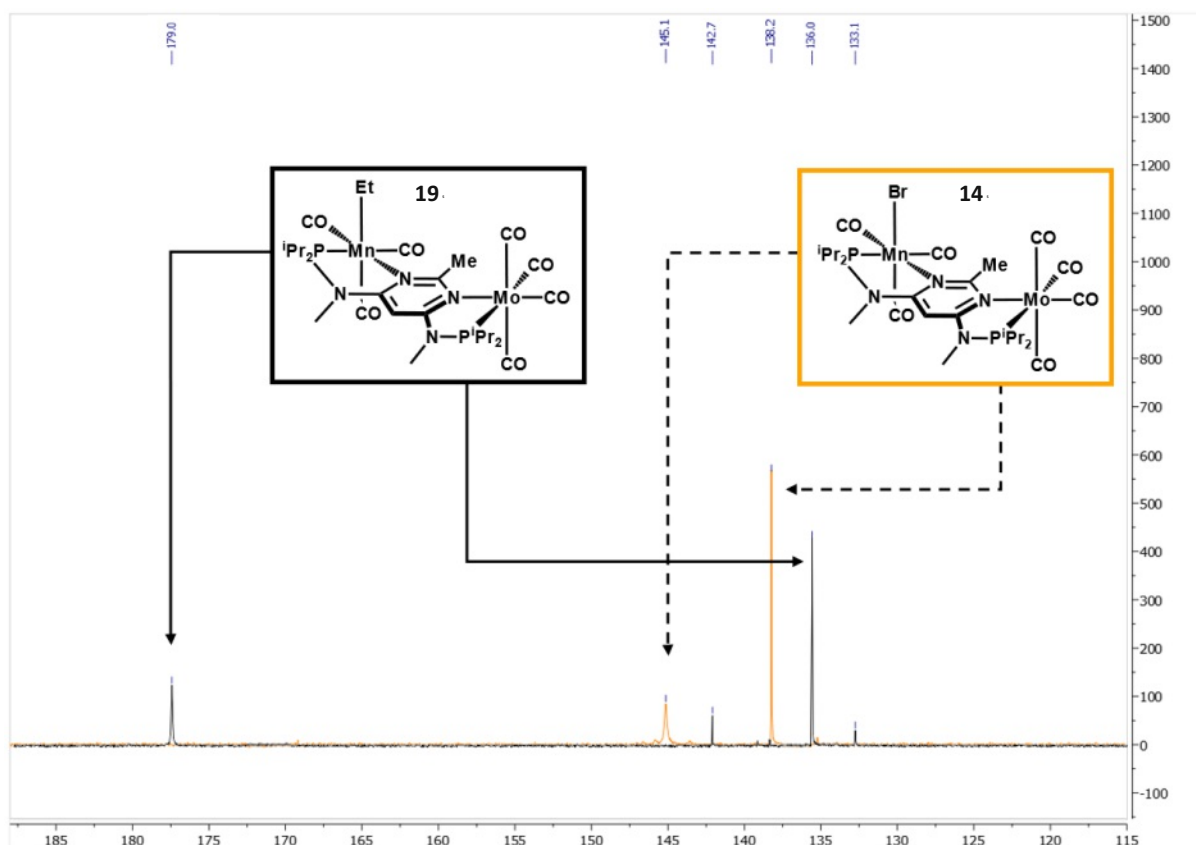 179.0
145.1
142.7
138.2
136.0
133.1
1500
1400
1300
1200
1100
1000
900
800
700
600
500
400
300
200
100
0
-100
19
Et
CO
iPr2P
Mn
CO
CO
N
N
Me
N
N
PiPr2
CO
CO
Mo
CO
CO
14
Br
CO
iPr2P
Mn
CO
CO
N
N
Me
N
N
PiPr2
CO
CO
Mo
CO
CO
185
180
175
170
165
160
155
150
145
140
135
130
125
120
115